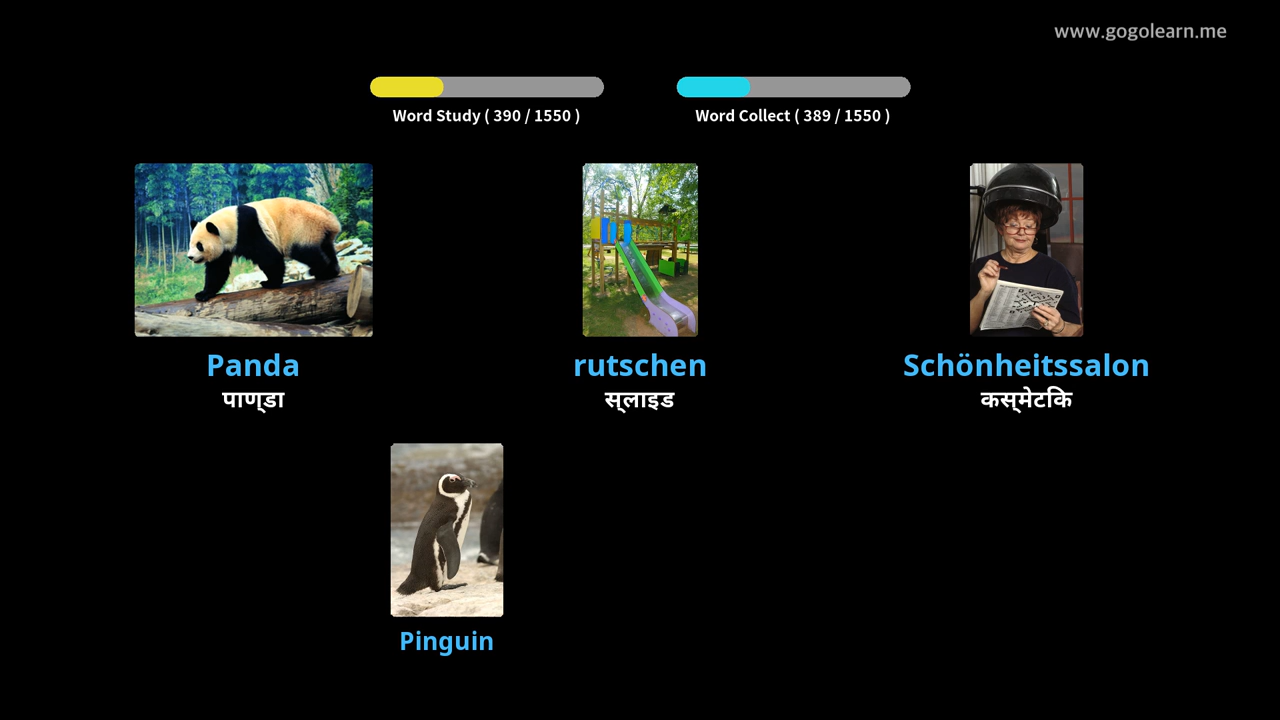 www.gogolearn.me
Word Study ( 390 / 1550 )
Word Collect ( 389 / 1550 )
Panda
पाण्डा
rutschen
स्लाइड
Schönheitssalon
कस्मेटकि
Pinguin